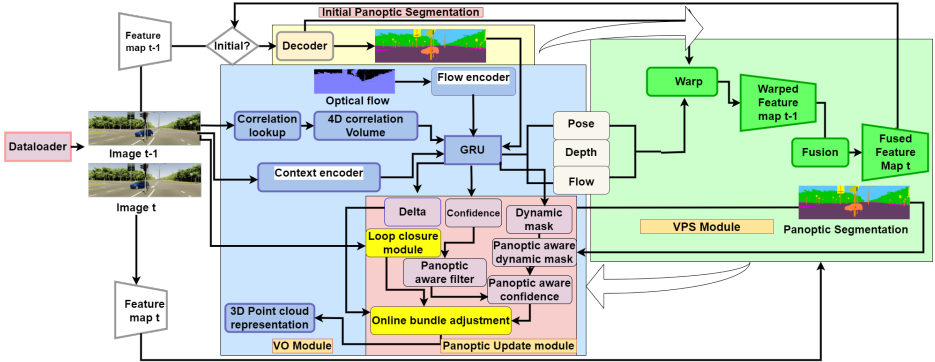 Initial Panoptic Segmentation
Feature
map t-1
Initial?
Decoder
Flow encoder
Optical flow
Warp
Warped
Feature
map t-1
Correlation
lookup
4D correlation
Volume
Pose
Dataloader
Image t-1
GRU
Depth
Fusion
Fused
Feature
Map t
Context encoder
Flow
Image t
Delta
Confidence
Dynamic
mask
VPS Module
Panoptic Segmentation
Loop closure
module
Panoptic aware
dynamic mask
Panoptic
aware filter
Panoptic aware
confidence
Feature
map t
3D Point cloud
representation
Online bundle adjustment
VO Module
Panoptic Update module